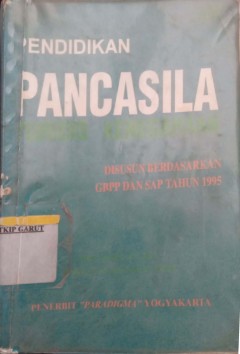 PENDIDIKAN
PANCASILA
DISUSUN BERDASARKAN
GBPP DAN SAP TAHUN 1995
TKIP GARUT
PENERBIT "PARADIGMA" YOGYAKARTA